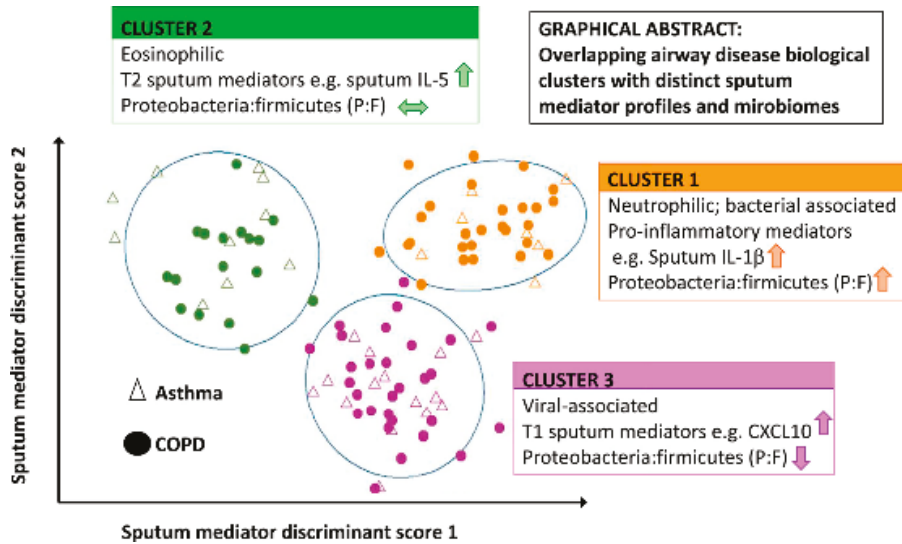 CLUSTER 2
Eosinophilic
T2 sputum mediators e.g. sputum IL-5
Proteobacteria:firmicutes (P:F)
GRAPHICAL ABSTRACT:
Overlapping airway disease biological
clusters with distinct sputum
mediator profiles and mirobiomes
CLUSTER 1
Neutrophilic; bacterial associated
Pro-inflammatory mediators
e.g. Sputum IL-1β
Proteobacteria:firmicutes (P:F)
CLUSTER 3
Viral-associated
T1 sputum mediators e.g. CXCL10
Proteobacteria:firmicutes (P:F)
Asthma
COPD
Sputum mediator discriminant score 2
Sputum mediator discriminant score 1